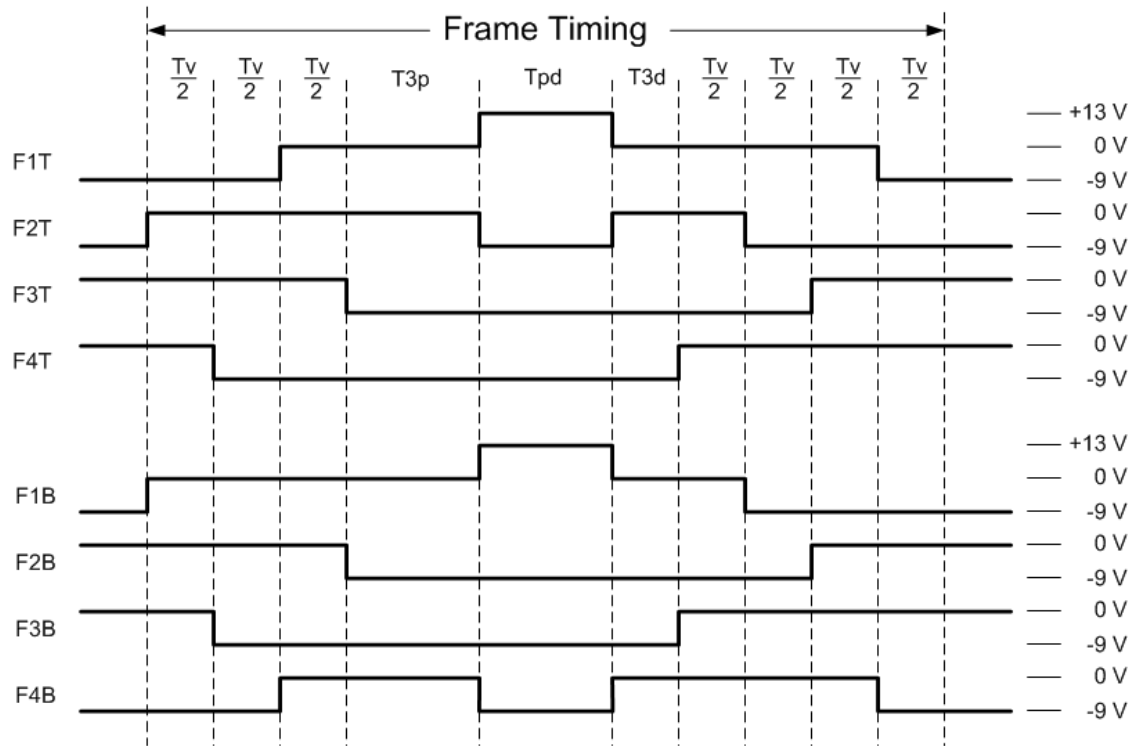 Frame Timing
Tv/2 Tv/2 Tv/2 T3p Tpd T3d Tv/2 Tv/2 Tv/2 Tv/2
+13 V
0 V
F1T
-9 V
0 V
F2T
-9 V
0 V
F3T
-9 V
0 V
F4T
-9 V
+13 V
0 V
F1B
-9 V
0 V
F2B
-9 V
0 V
F3B
-9 V
0 V
F4B
-9 V